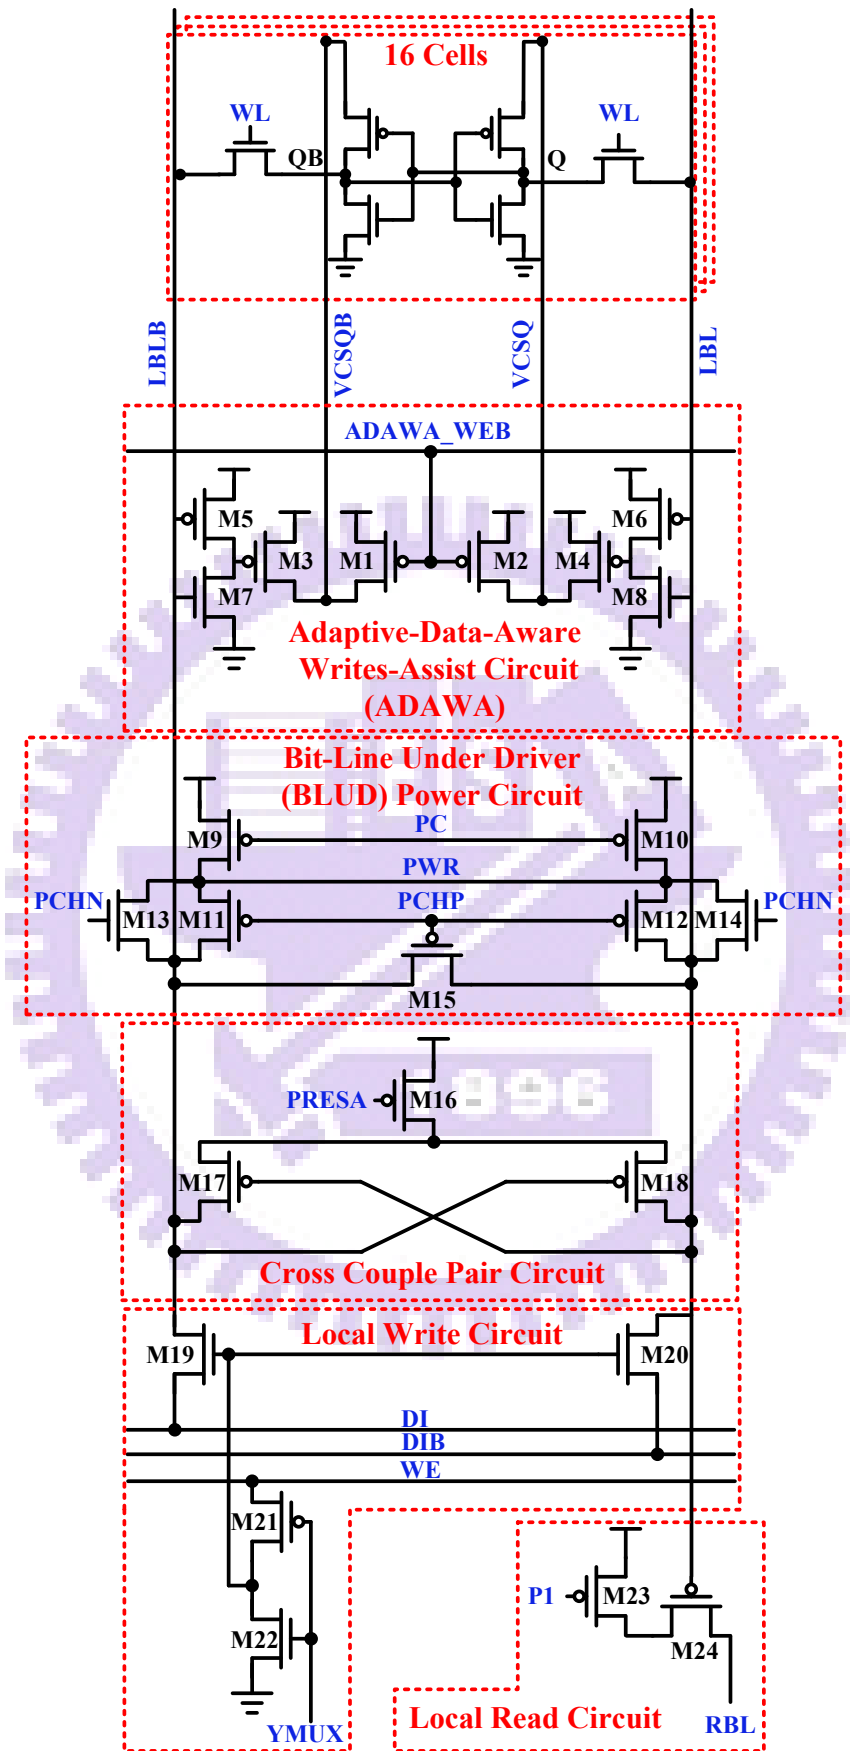 16 Cells
WL
WL
QB
Q
LBLB
VCSQB
VCSQ
LBL
ADAWA_WEB
M5
M6
M3
M1
M2
M4
M7
M8
Adaptive-Data-Aware
Writes-Assist Circuit
(ADAWA)
Bit-Line Under Driver
(BLUD) Power Circuit
M9
PC
M10
PWR
PCHN
M13
M11
PCHP
M12
M14
PCHN
M15
PRESA
M16
M17
M18
Cross Couple Pair Circuit
Local Write Circuit
M19
M20
DI
DIB
WE
M21
M22
YMUX
P1
M23
M24
Local Read Circuit
RBL